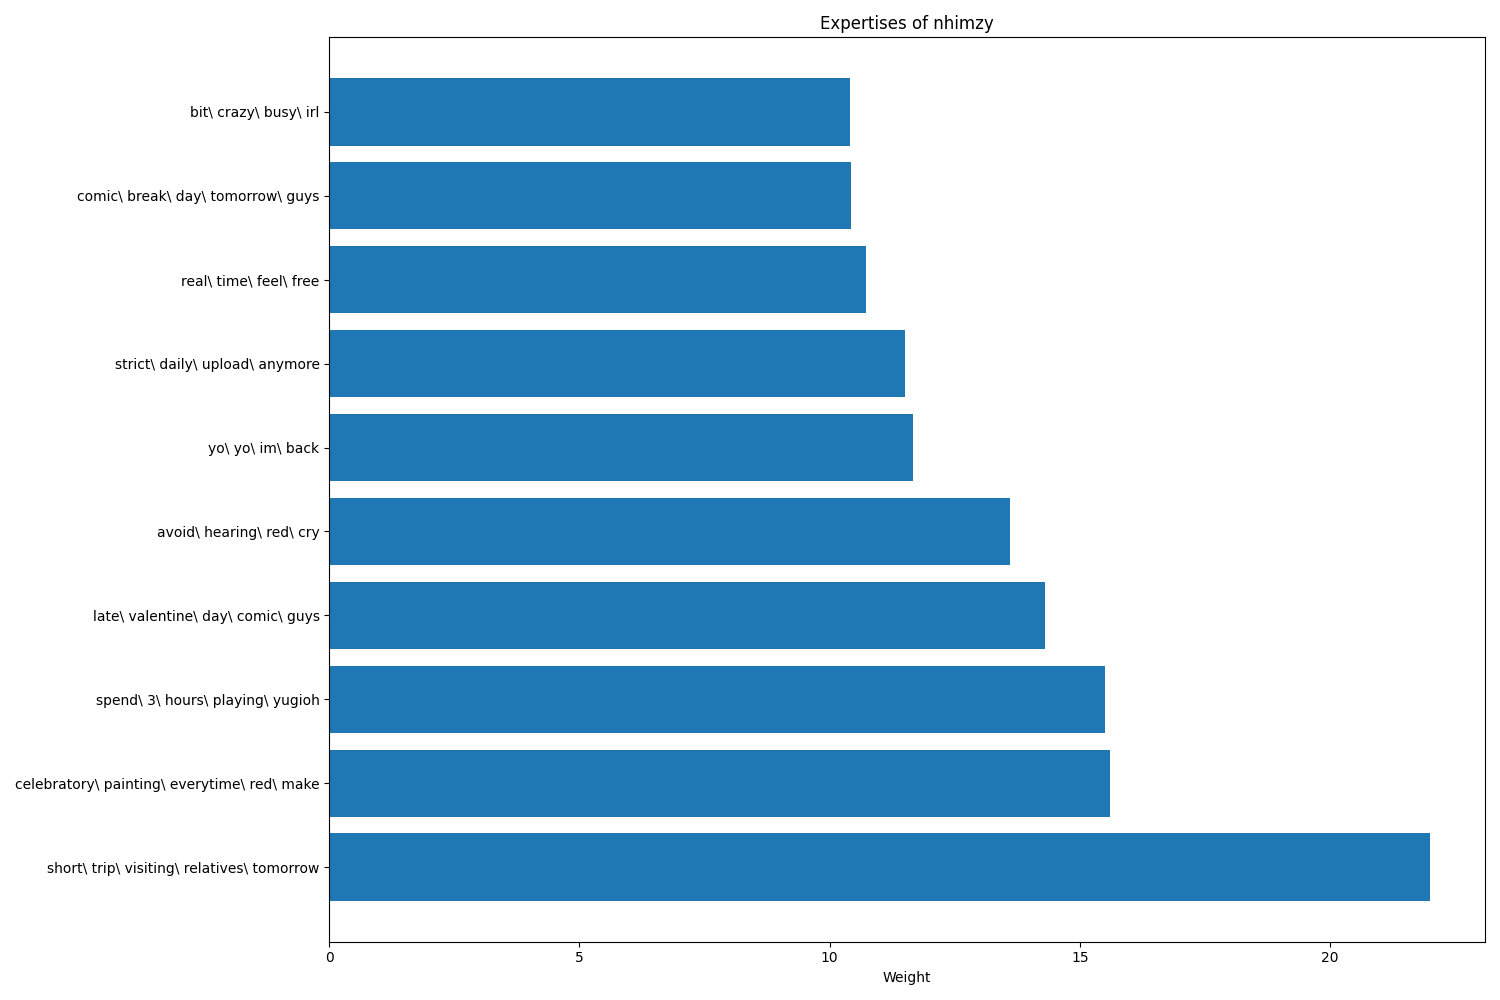 Expertises of nhimzy
bit\ crazy\ busy\ irl
comic\ break\ day\ tomorrow\ guys
real\ time\ feel\ free
strict\ daily\ upload\ anymore
yo\ yo\ im\ back
avoid\ hearing\ red\ cry
late\ valentine\ day\ comic\ guys
spend\ 3\ hours\ playing\ yugioh
celebratory\ painting\ everytime\ red\ make
short\ trip\ visiting\ relatives\ tomorrow
0 5 10 15 20
Weight